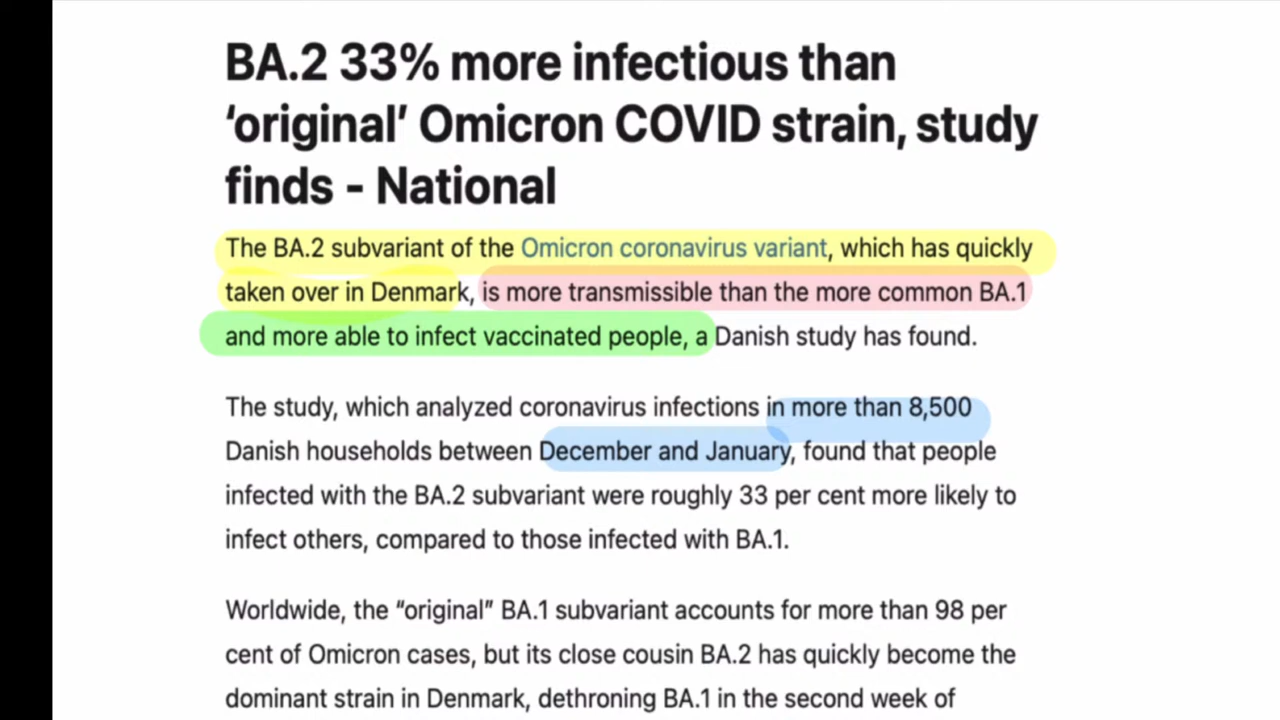 BA.2 33% more infectious than
‘original’ Omicron COVID strain, study
finds - National
The BA.2 subvariant of the Omicron coronavirus variant, which has quickly
taken over in Denmark, is more transmissible than the more common BA.1
and more able to infect vaccinated people, a Danish study has found.
The study, which analyzed coronavirus infections in more than 8,500
Danish households between December and January, found that people
infected with the BA.2 subvariant were roughly 33 per cent more likely to
infect others, compared to those infected with BA.1.
Worldwide, the “original” BA.1 subvariant accounts for more than 98 per
cent of Omicron cases, but its close cousin BA.2 has quickly become the
dominant strain in Denmark, dethroning BA.1 in the second week of